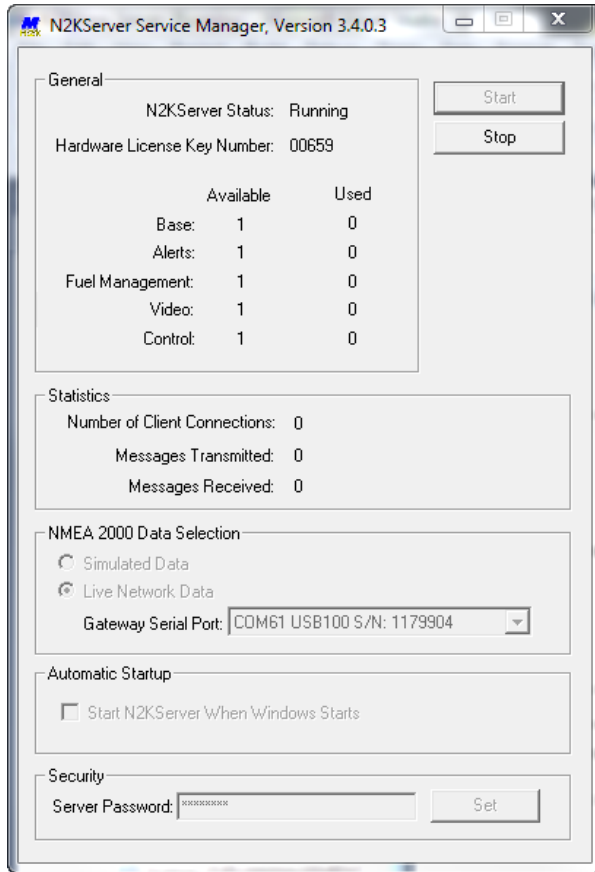 N2KServer Service Manager, Version 3.4.0.3
General
N2KServer Status: Running
Start
Hardware License Key Number: 00659
Stop
Available Used
Base: 1 0
Alerts: 1 0
Fuel Management: 1 0
Video: 1 0
Control: 1 0
Statistics
Number of Client Connections: 0
Messages Transmitted: 0
Messages Received: 0
NMEA 2000 Data Selection
Simulated Data
Live Network Data
Gateway Serial Port: COM61 USB100 S/N: 1179904
Automatic Startup
Start N2KServer When Windows Starts
Security
Server Password: ******** Set